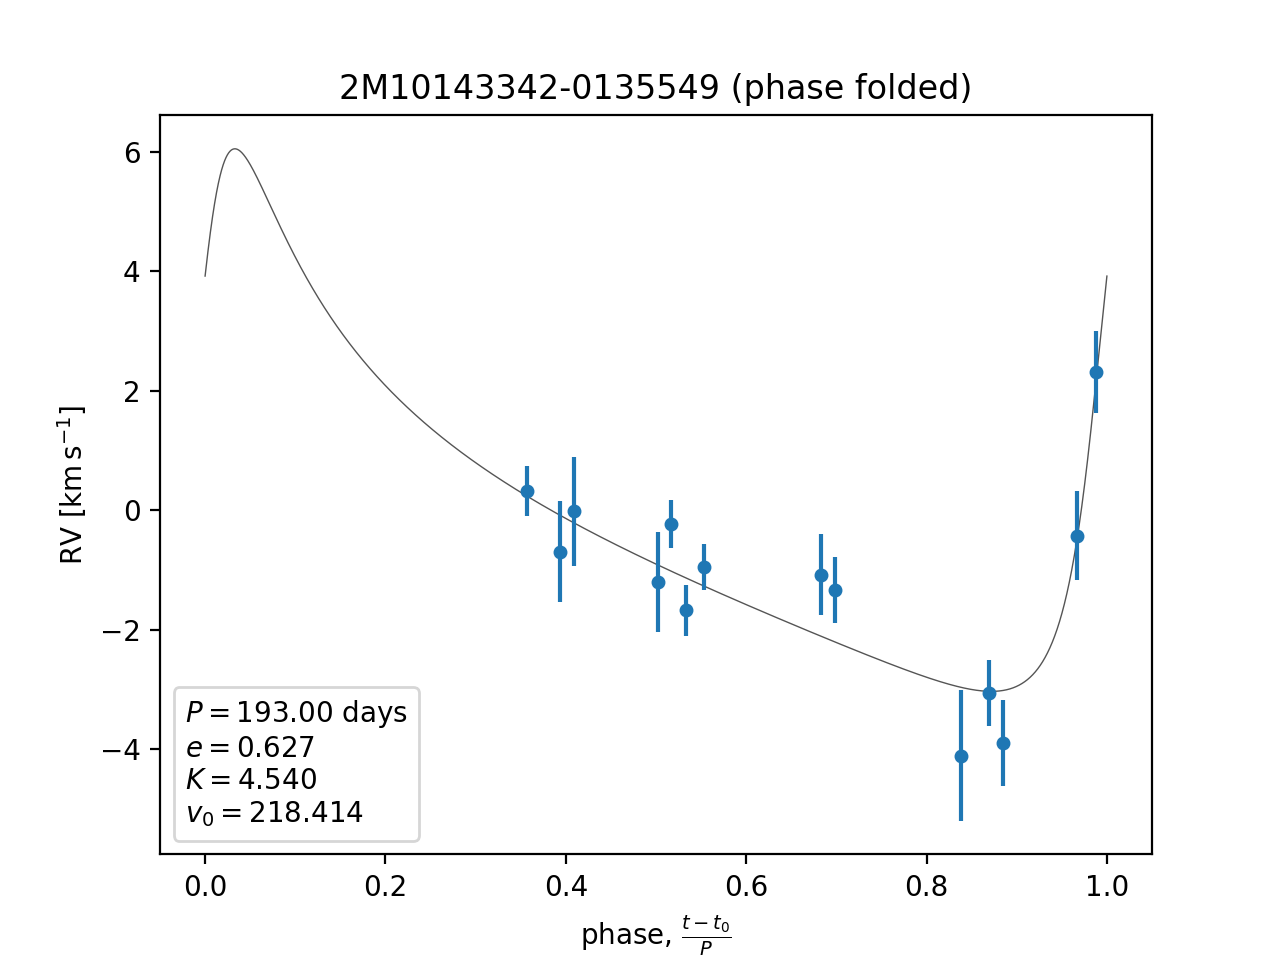 2M10143342-0135549 (phase folded)
RV [km s⁻¹]
6
4
2
0
−2
−4
P = 193.00 days
e = 0.627
K = 4.540
v₀ = 218.414
0.0 0.2 0.4 0.6 0.8 1.0
phase, (t − t₀)/P